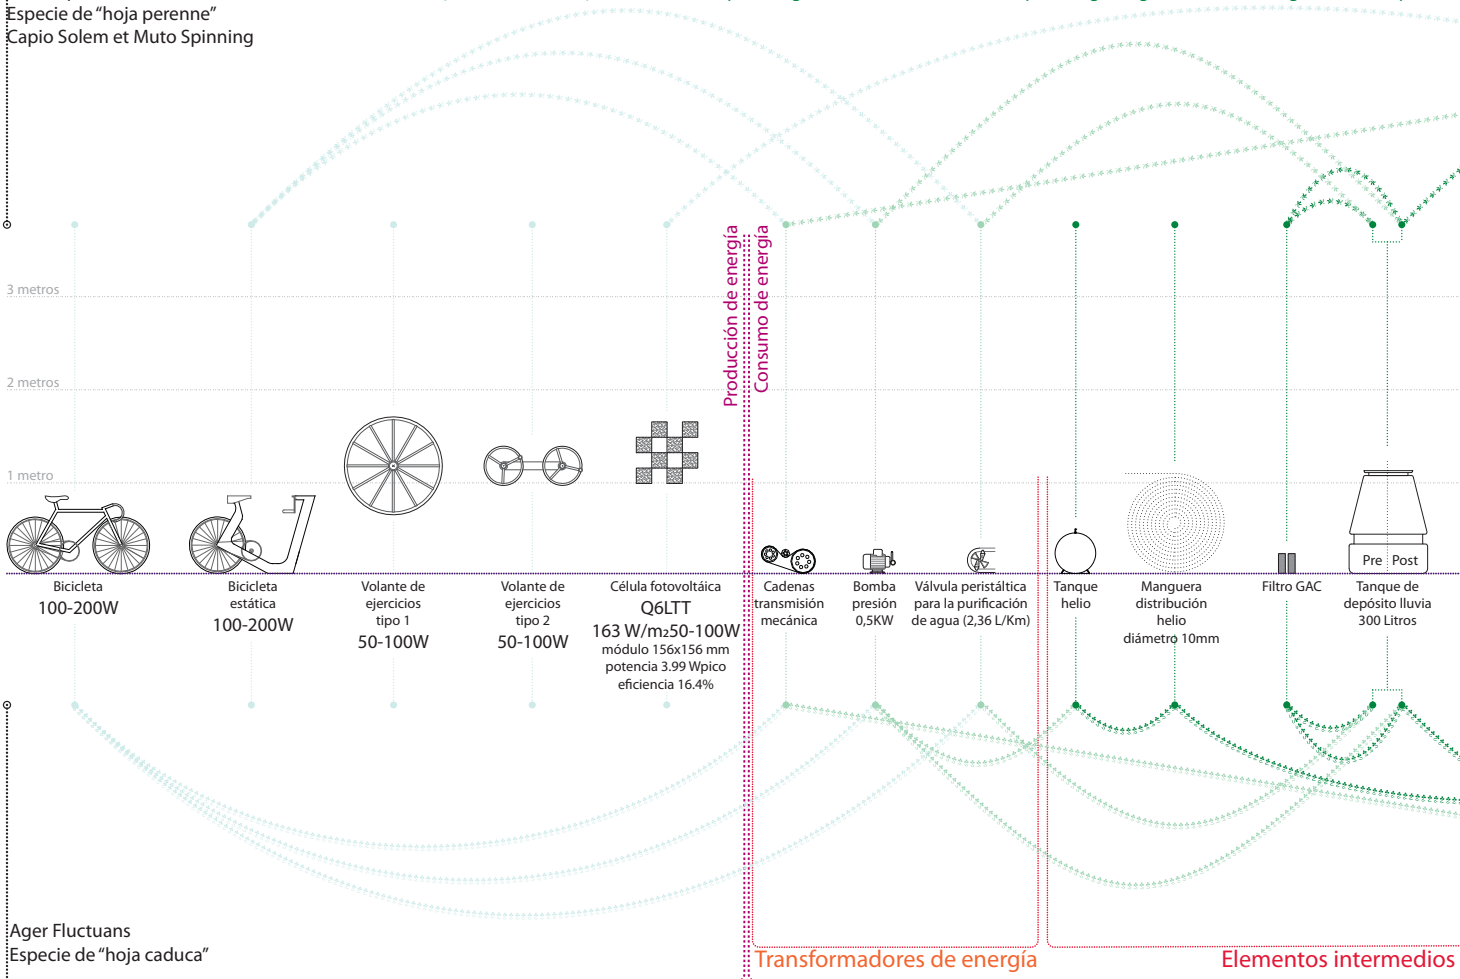 Especie de “hoja perenne”
Capio Solem et Muto Spinning
Producción de energía
Consumo de energía
3 metros
2 metros
1 metro
Pre
Post
Bicicleta
100-200W
Bicicleta
estática
100-200W
Volante de
ejercicios
tipo 1
50-100W
Volante de
ejercicios
tipo 2
50-100W
Célula fotovoltáica
Q6LTT
163 W/m250-100W
módulo 156x156 mm
potencia 3.99 Wpico
eficiencia 16.4%
Cadenas
transmisión
mecánica
Bomba
presión
0,5KW
Válvula peristáltica
para la purificación
de agua (2,36 L/Km)
Tanque
helio
Manguera
distribución
helio
diámetro 10mm
Filtro GAC
Tanque de
depósito lluvia
300 Litros
Ager Fluctuans
Especie de “hoja caduca”
Transformadores de energía
Elementos intermedios